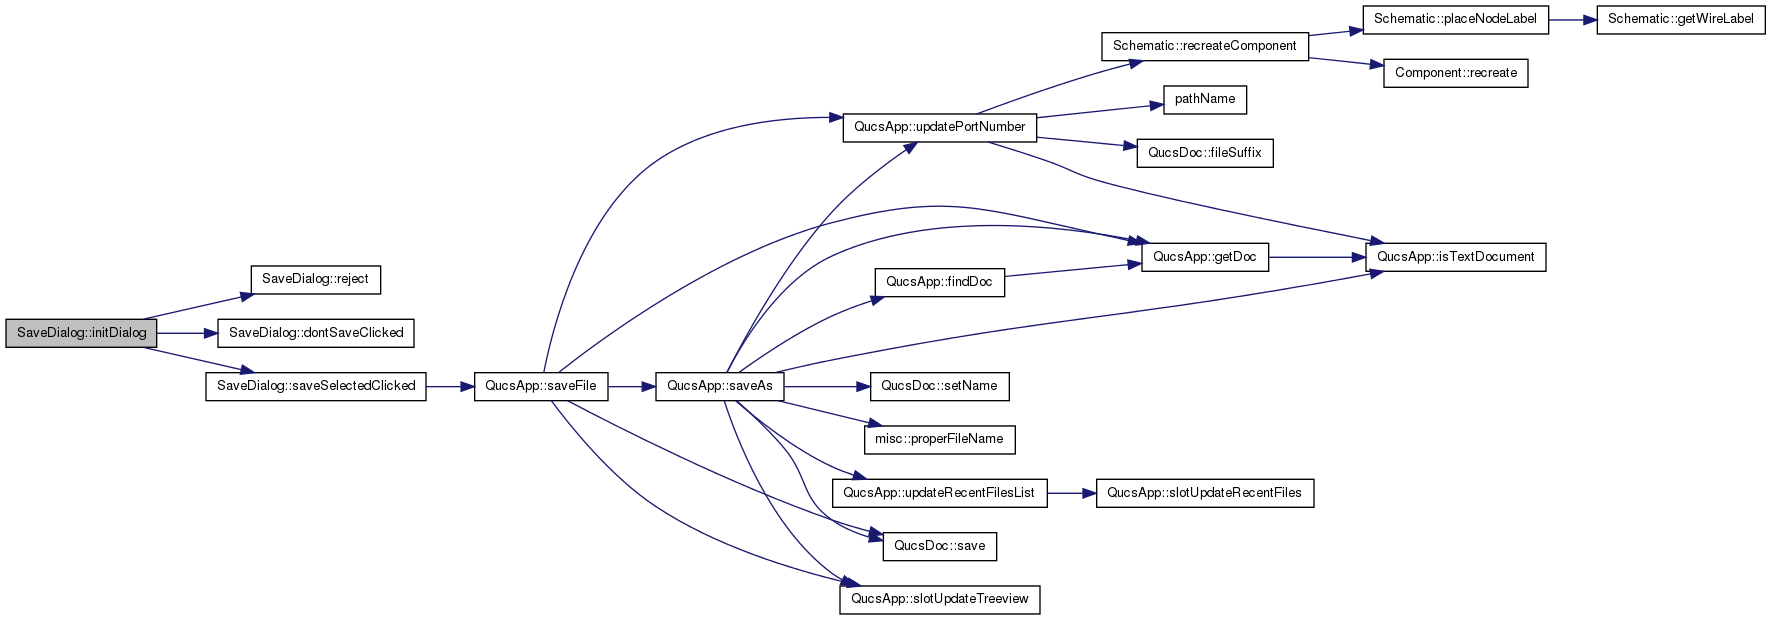 Schematic::placeNodeLabel
Schematic::getWireLabel
Schematic::recreateComponent
Component::recreate
pathName
QucsApp::updatePortNumber
QucsDoc::fileSuffix
QucsApp::getDoc
QucsApp::isTextDocument
SaveDialog::reject
QucsApp::findDoc
SaveDialog::initDialog
SaveDialog::dontSaveClicked
SaveDialog::saveSelectedClicked
QucsApp::saveFile
QucsApp::saveAs
QucsDoc::setName
misc::properFileName
QucsApp::updateRecentFilesList
QucsApp::slotUpdateRecentFiles
QucsDoc::save
QucsApp::slotUpdateTreeview